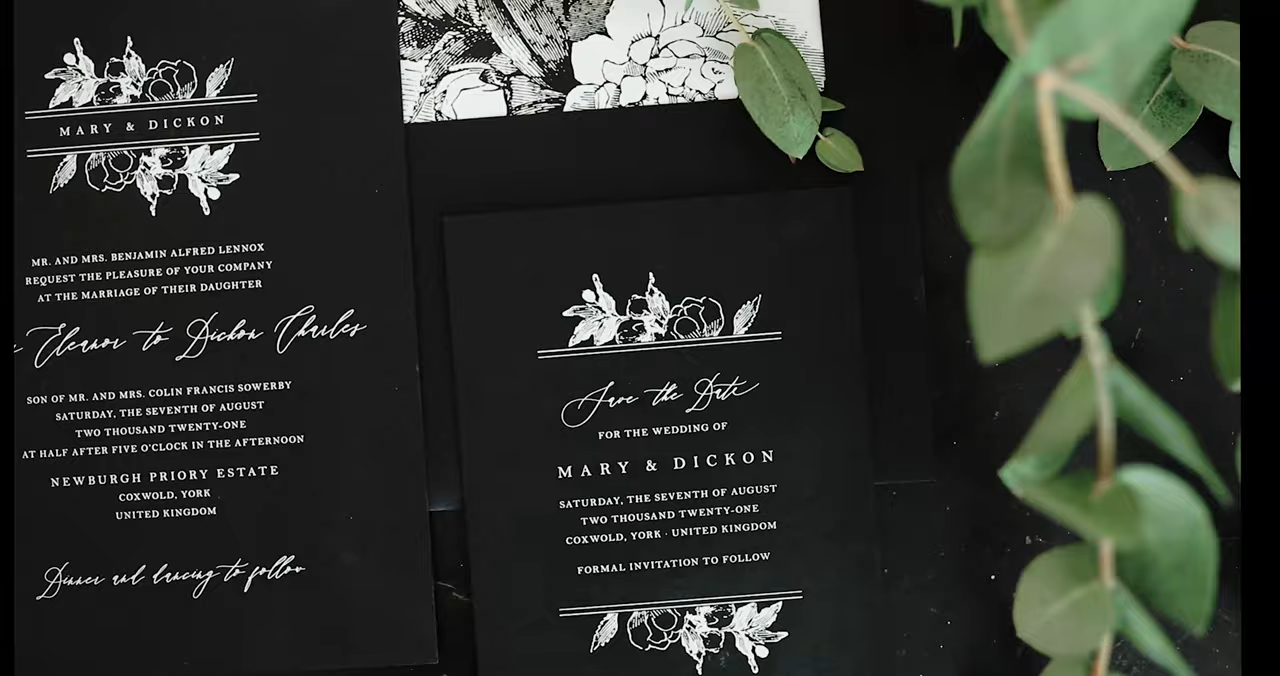 MARY & DICKON
MR. AND MRS. BENJAMIN ALFRED LENNOX
REQUEST THE PLEASURE OF YOUR COMPANY
AT THE MARRIAGE OF THEIR DAUGHTER
Eleanor to Dickon Charles
SON OF MR. AND MRS. COLIN FRANCIS SOWERBY
SATURDAY, THE SEVENTH OF AUGUST
TWO THOUSAND TWENTY-ONE
AT HALF AFTER FIVE O'CLOCK IN THE AFTERNOON
NEWBURGH PRIORY ESTATE
COXWOLD, YORK
UNITED KINGDOM
Dinner and dancing to follow
Save the Date
FOR THE WEDDING OF
MARY & DICKON
SATURDAY, THE SEVENTH OF AUGUST
TWO THOUSAND TWENTY-ONE
COXWOLD, YORK · UNITED KINGDOM
FORMAL INVITATION TO FOLLOW